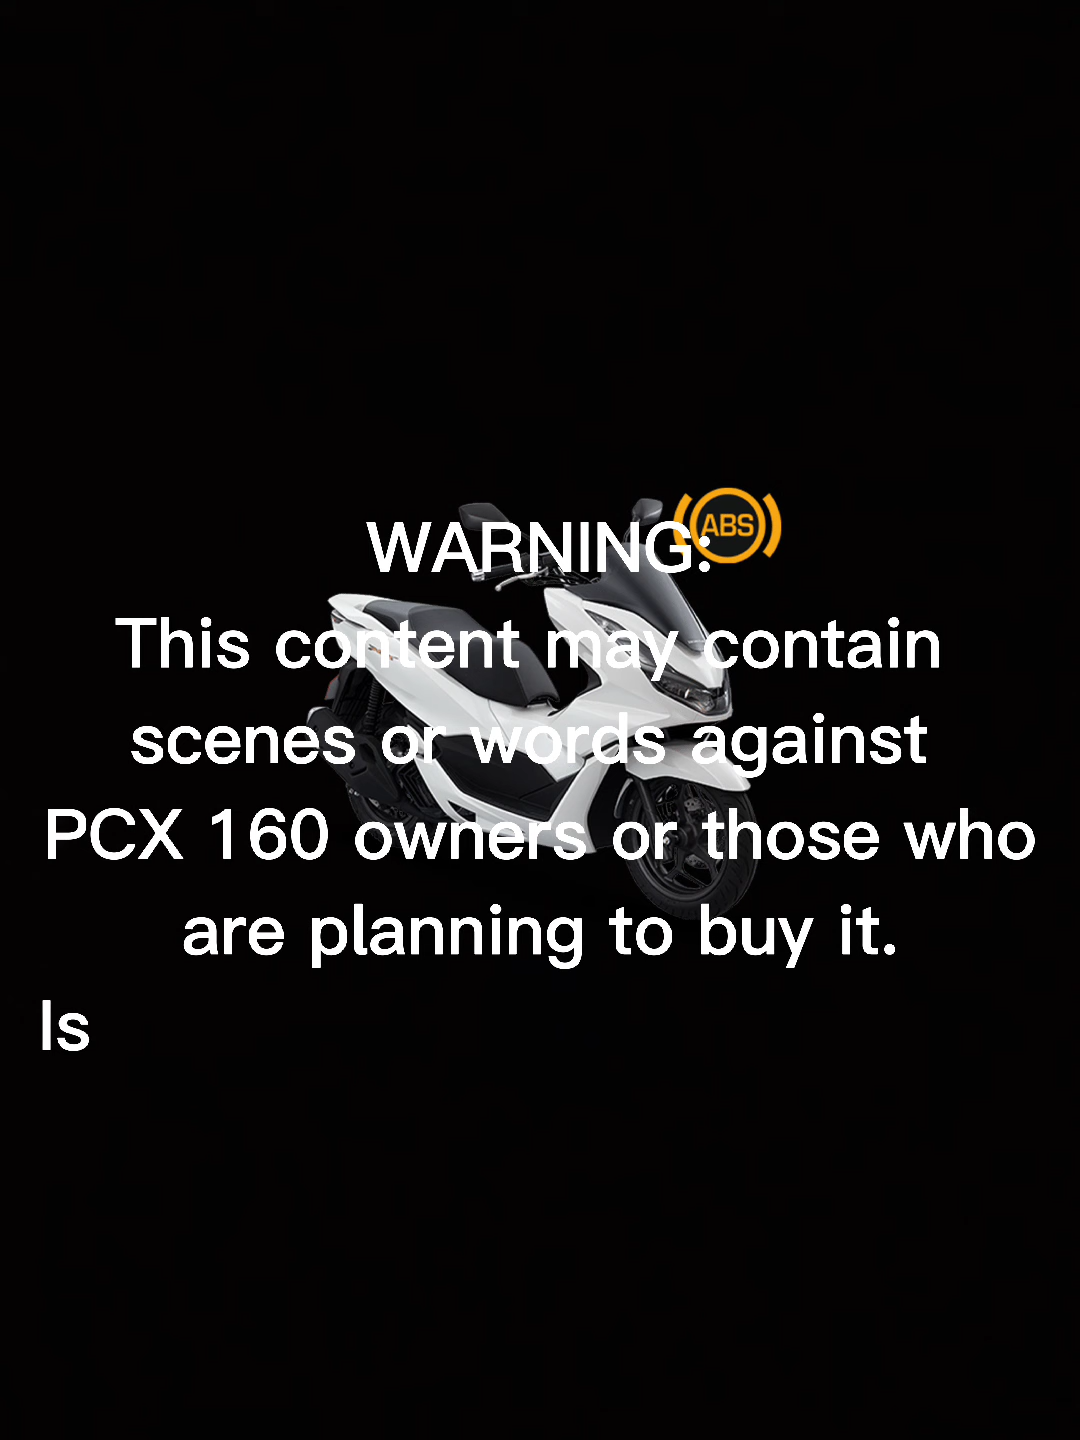 ABS
WARNING:
This content may contain
scenes or words against
PCX 160 owners or those who
are planning to buy it.
Is